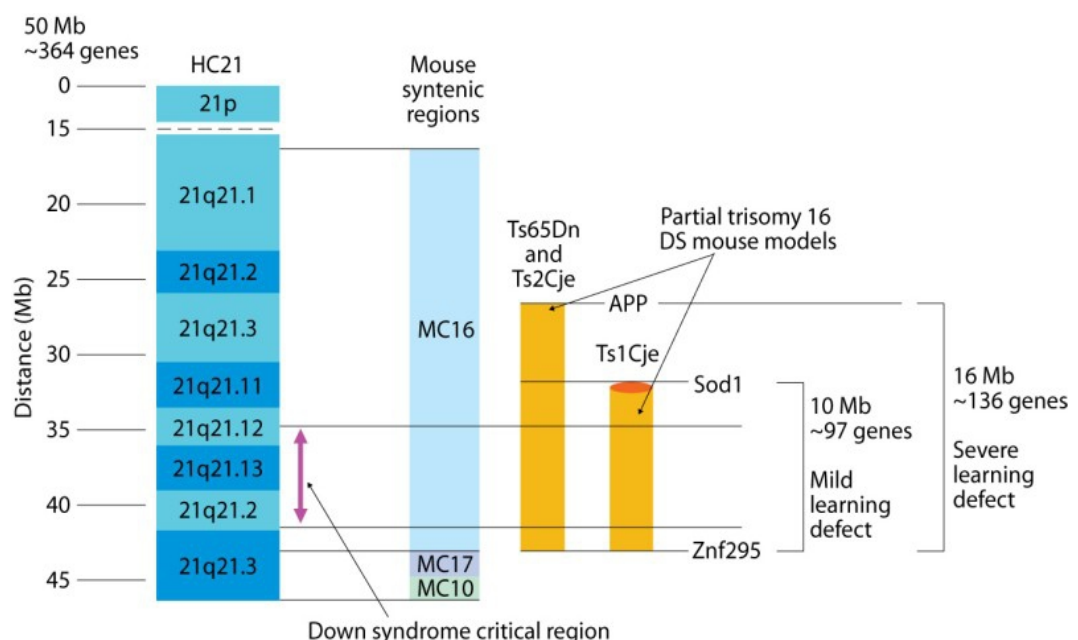 50 Mb
~364 genes
HC21
Mouse
syntenic
regions
0
21p
15
21q21.1
20
Ts65Dn
and
Ts2Cje
Partial trisomy 16
DS mouse models
21q21.2
25
Distance (Mb)
21q21.3
MC16
APP
30
Ts1Cje
21q21.11
Sod1
16 Mb
~136 genes
10 Mb
~97 genes
21q21.12
35
Severe
learning
defect
21q21.13
Mild
learning
defect
40
21q21.2
Znf295
21q21.3
MC17
45
MC10
Down syndrome critical region